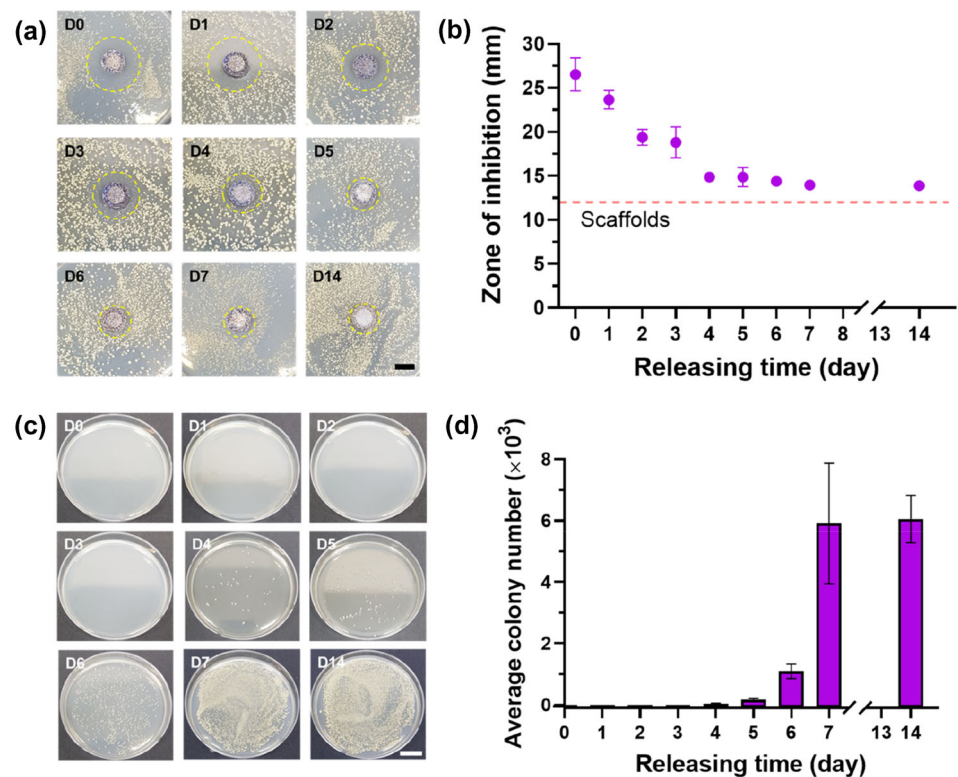 (a)
D0
D1
D2
D3
D4
D5
D6
D7
D14
(b)
Zone of inhibition (mm)
30
25
20
15
10
5
0
Scaffolds
0 1 2 3 4 5 6 7 8 13 14
Releasing time (day)
(c)
D0
D1
D2
D3
D4
D5
D6
D7
D14
(d)
Average colony number (×10³)
8
6
4
2
0
0 1 2 3 4 5 6 7 13 14
Releasing time (day)